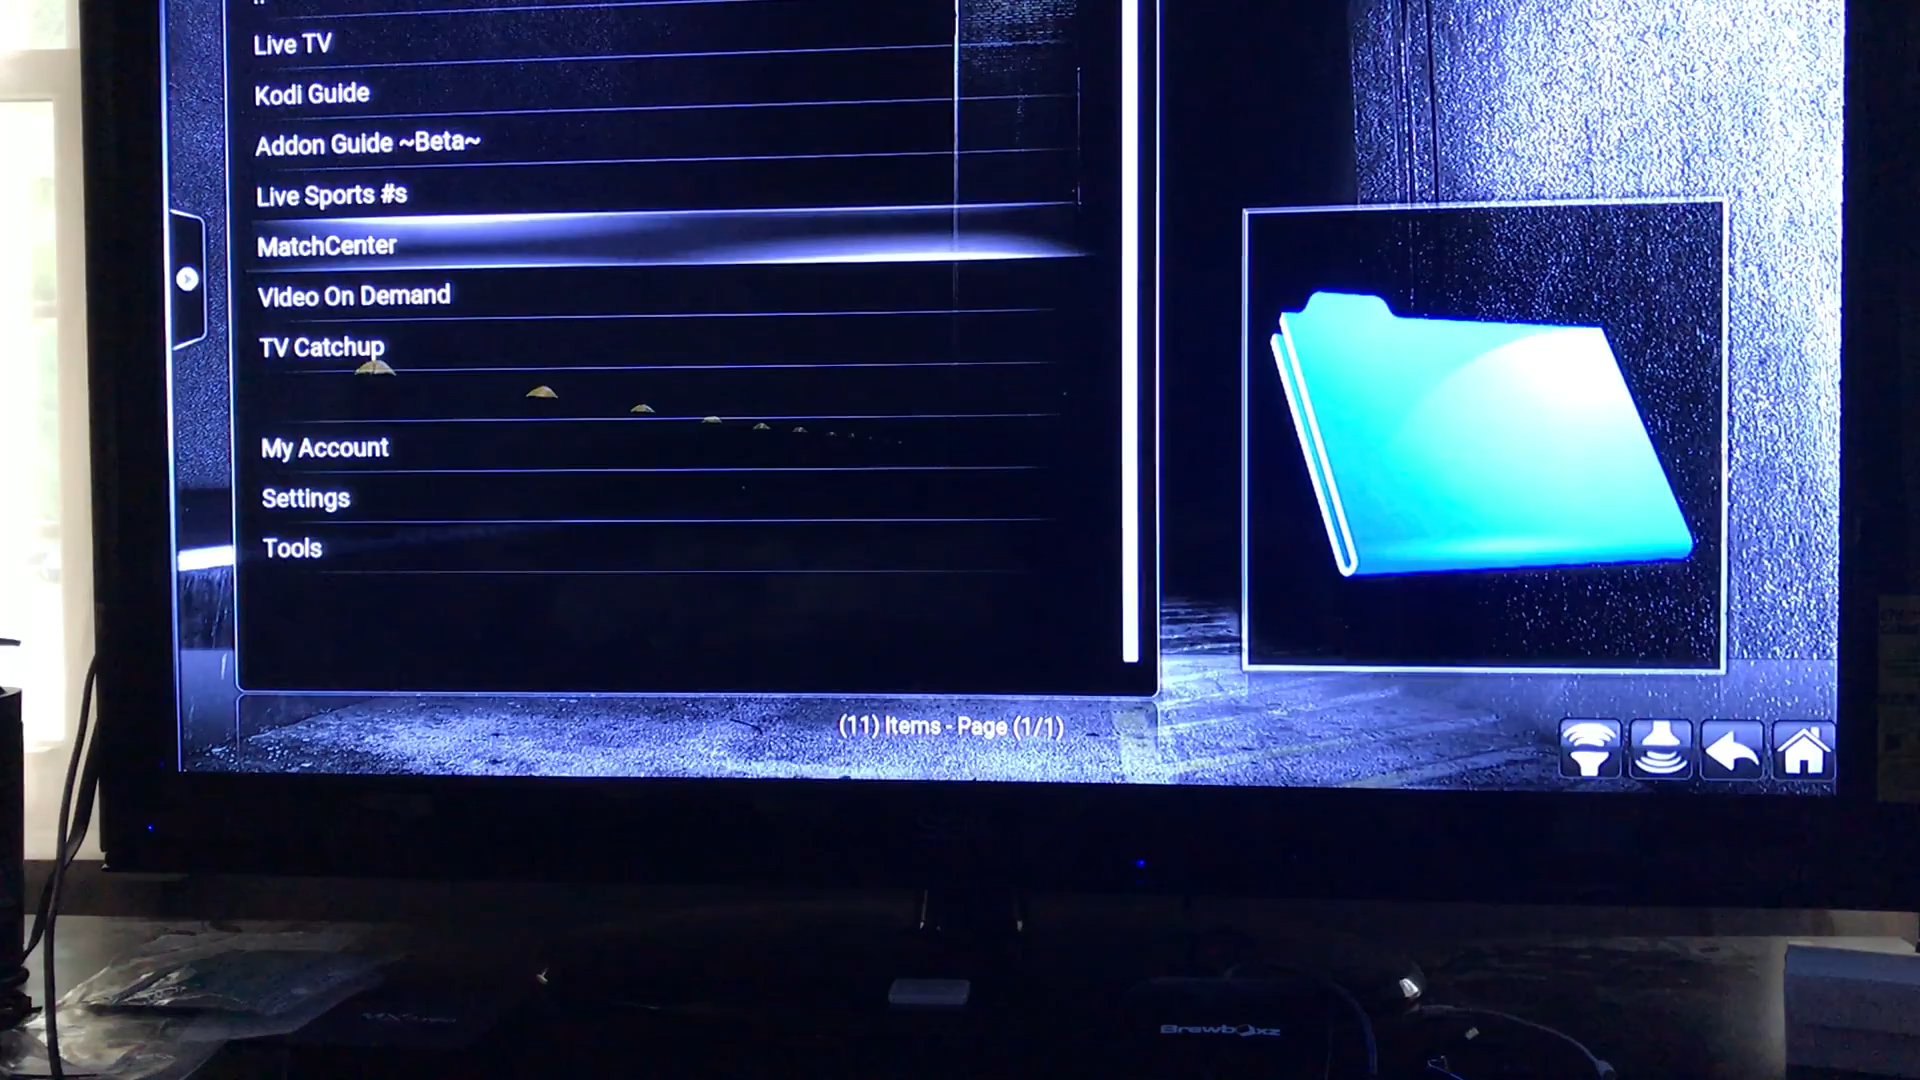 ..
Live TV
Kodi Guide
Addon Guide ~Beta~
Live Sports #s
MatchCenter
Video On Demand
TV Catchup
My Account
Settings
Tools
(11) Items - Page (1/1)
Brewboxz